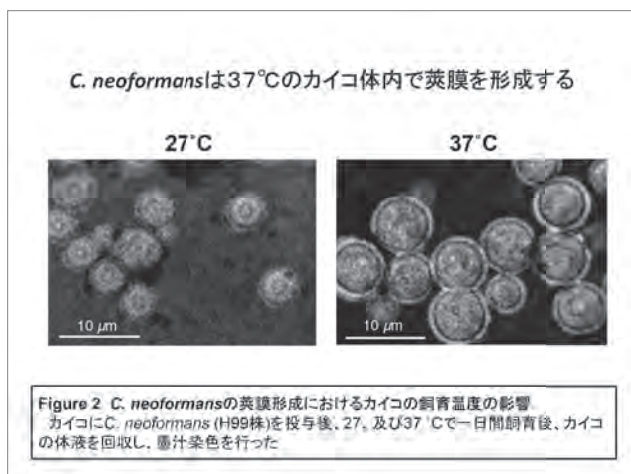 C. neoformansは37℃のカイコ体内で莢膜を形成する
27˚C
37˚C
10 μm
10 μm
Figure 2 C. neoformansの莢膜形成におけるカイコの飼育温度の影響
カイコにC. neoformans (H99株)を投与後、27、及び37 ˚Cで一日間飼育後、カイコ
の体液を回収し、墨汁染色を行った